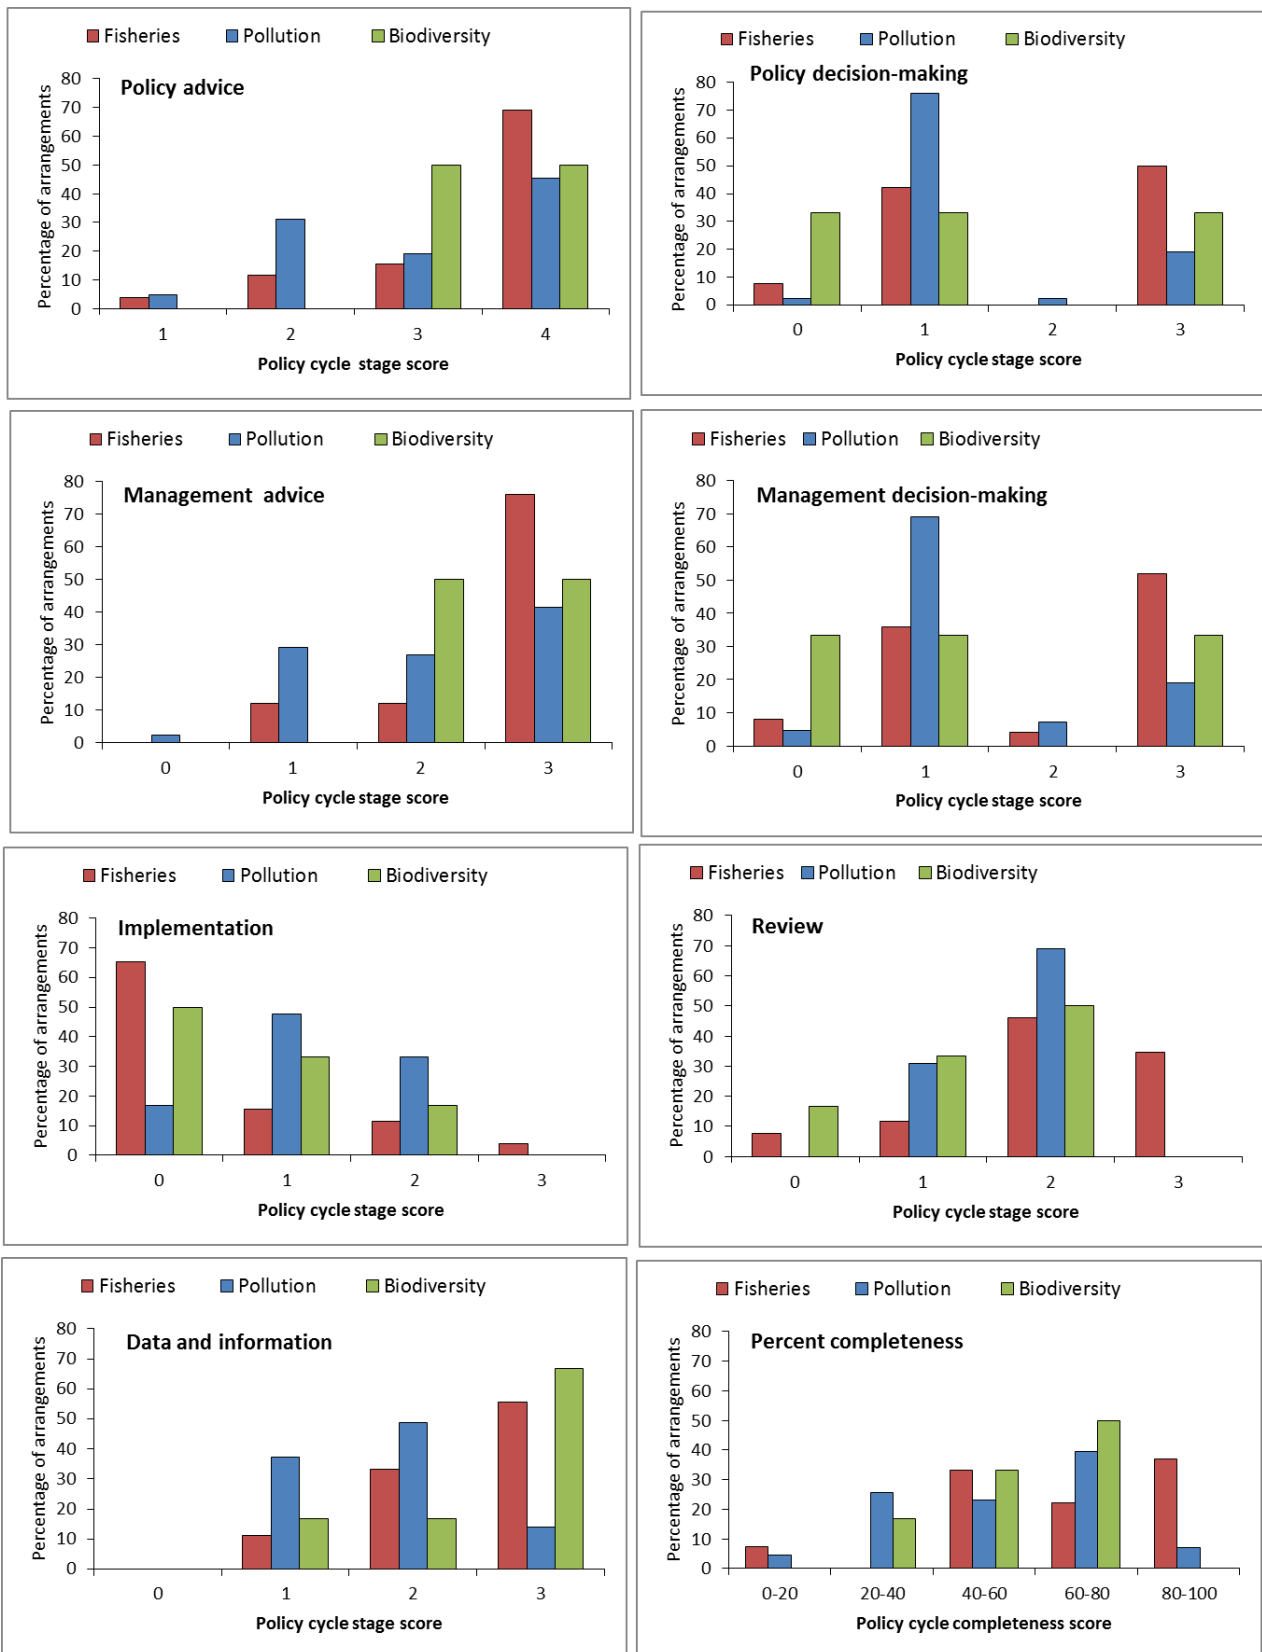 Fisheries Pollution Biodiversity
Policy advice
Percentage of arrangements
80
70
60
50
40
30
20
10
0
1 2 3 4
Policy cycle stage score
Fisheries Pollution Biodiversity
Policy decision-making
Percentage of arrangements
80
70
60
50
40
30
20
10
0
0 1 2 3
Policy cycle stage score
Fisheries Pollution Biodiversity
Management advice
Percentage of arrangements
80
70
60
50
40
30
20
10
0
0 1 2 3
Policy cycle stage score
Fisheries Pollution Biodiversity
Management decision-making
Percentage of arrangements
80
70
60
50
40
30
20
10
0
0 1 2 3
Policy cycle stage score
Fisheries Pollution Biodiversity
Implementation
Percentage of arrangements
80
70
60
50
40
30
20
10
0
0 1 2 3
Policy cycle stage score
Fisheries Pollution Biodiversity
Review
Percentage of arrangements
80
70
60
50
40
30
20
10
0
0 1 2 3
Policy cycle stage score
Fisheries Pollution Biodiversity
Data and information
Percentage of arrangements
80
70
60
50
40
30
20
10
0
0 1 2 3
Policy cycle stage score
Fisheries Pollution Biodiversity
Percent completeness
Percentage of arrangements
80
70
60
50
40
30
20
10
0
0-20 20-40 40-60 60-80 80-100
Policy cycle completeness score